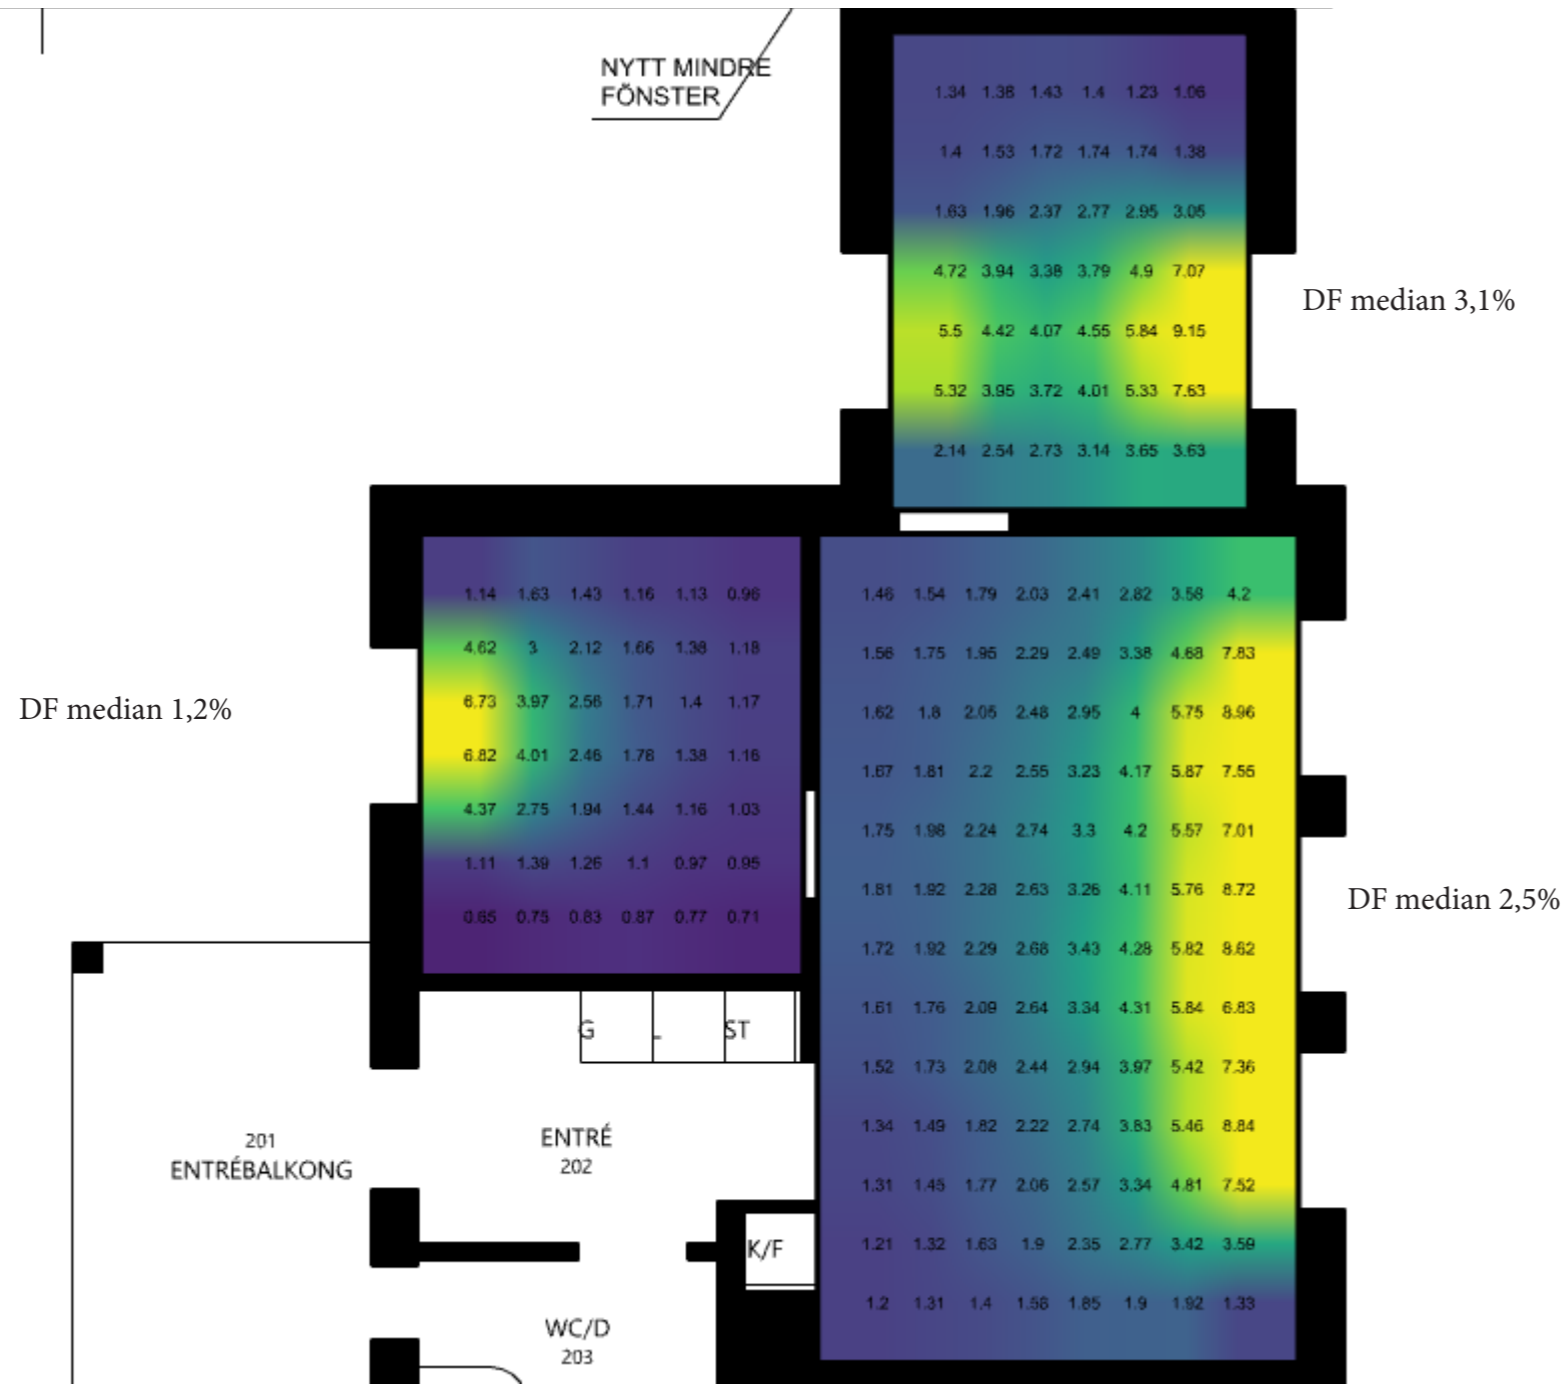 NYTT MINDRE
FÖNSTER
1.34 1.38 1.43 1.4 1.23 1.06
1.4 1.53 1.72 1.74 1.74 1.38
1.63 1.96 2.37 2.77 2.95 3.05
4.72 3.94 3.38 3.79 4.9 7.07
5.5 4.42 4.07 4.55 5.84 9.15
5.32 3.95 3.72 4.01 5.33 7.63
2.14 2.54 2.73 3.14 3.65 3.63
DF median 3,1%
1.14 1.63 1.43 1.16 1.13 0.96
4.62 3 2.12 1.66 1.38 1.18
6.73 3.97 2.56 1.71 1.4 1.17
6.82 4.01 2.46 1.76 1.38 1.16
4.37 2.75 1.94 1.44 1.16 1.03
1.11 1.39 1.26 1.1 0.97 0.95
0.65 0.75 0.83 0.87 0.77 0.71
DF median 1,2%
1.46 1.54 1.79 2.03 2.41 2.82 3.58 4.2
1.56 1.75 1.95 2.29 2.49 3.38 4.68 7.83
1.62 1.8 2.05 2.48 2.95 4 5.75 8.96
1.67 1.81 2.2 2.55 3.23 4.17 5.87 7.55
1.75 1.98 2.24 2.74 3.3 4.2 5.57 7.01
1.81 1.92 2.28 2.63 3.26 4.11 5.76 8.72
1.72 1.92 2.29 2.68 3.43 4.28 5.82 8.62
1.61 1.76 2.09 2.64 3.34 4.31 5.84 6.83
1.52 1.73 2.08 2.44 2.94 3.97 5.42 7.36
1.34 1.49 1.82 2.22 2.74 3.83 5.46 8.84
1.31 1.45 1.77 2.06 2.57 3.34 4.81 7.52
1.21 1.32 1.63 1.9 2.35 2.77 3.42 3.59
1.2 1.31 1.4 1.56 1.85 1.9 1.92 1.33
DF median 2,5%
G L ST
201
ENTRÉBALKONG
ENTRÉ
202
K/F
WC/D
203